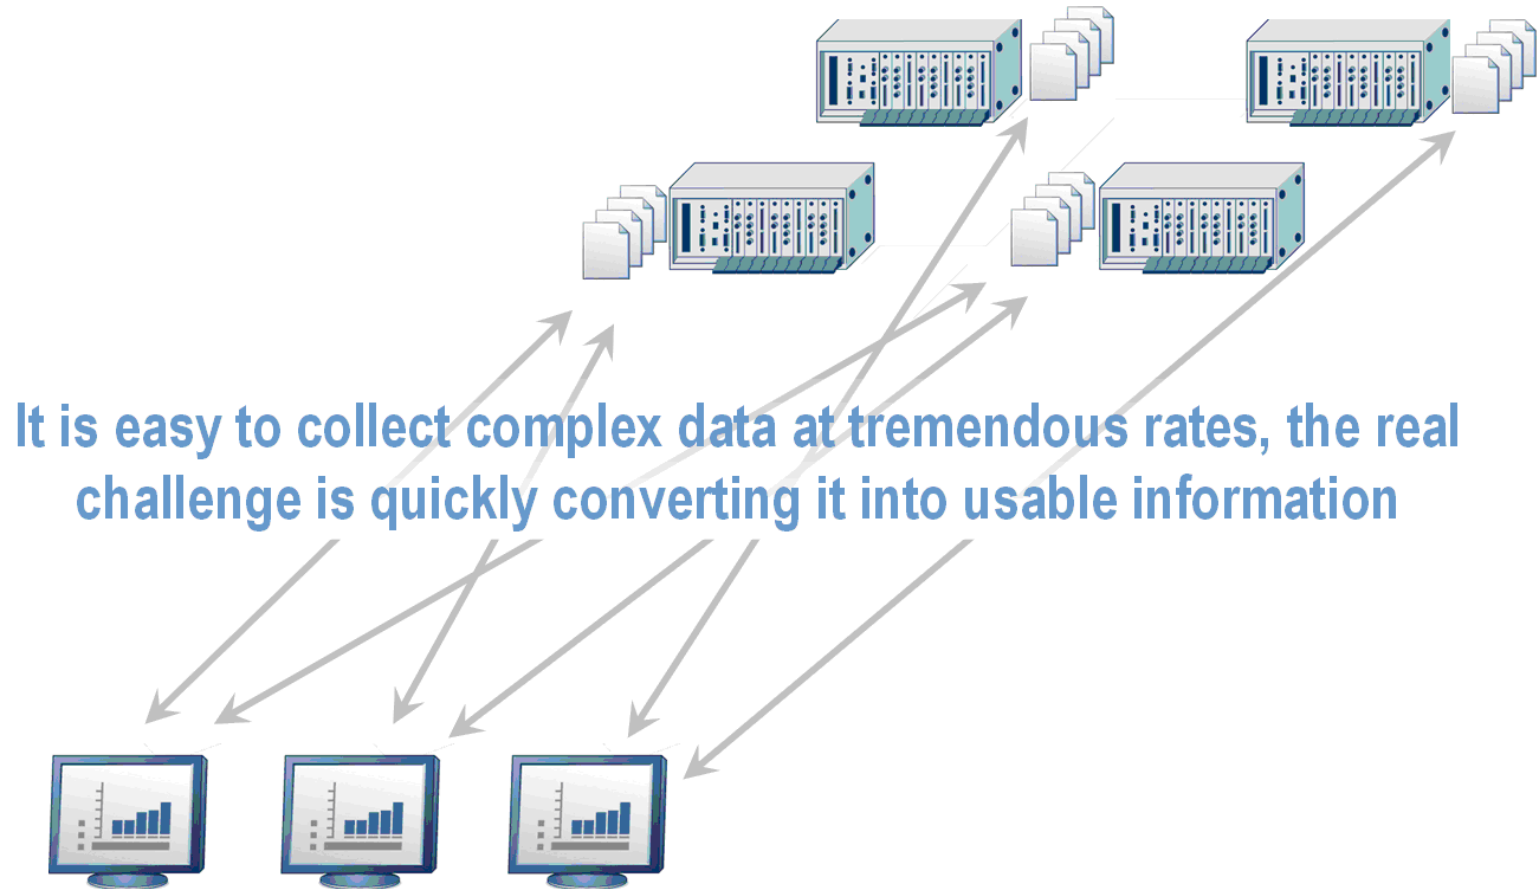 It is easy to collect complex data at tremendous rates, the real
challenge is quickly converting it into usable information